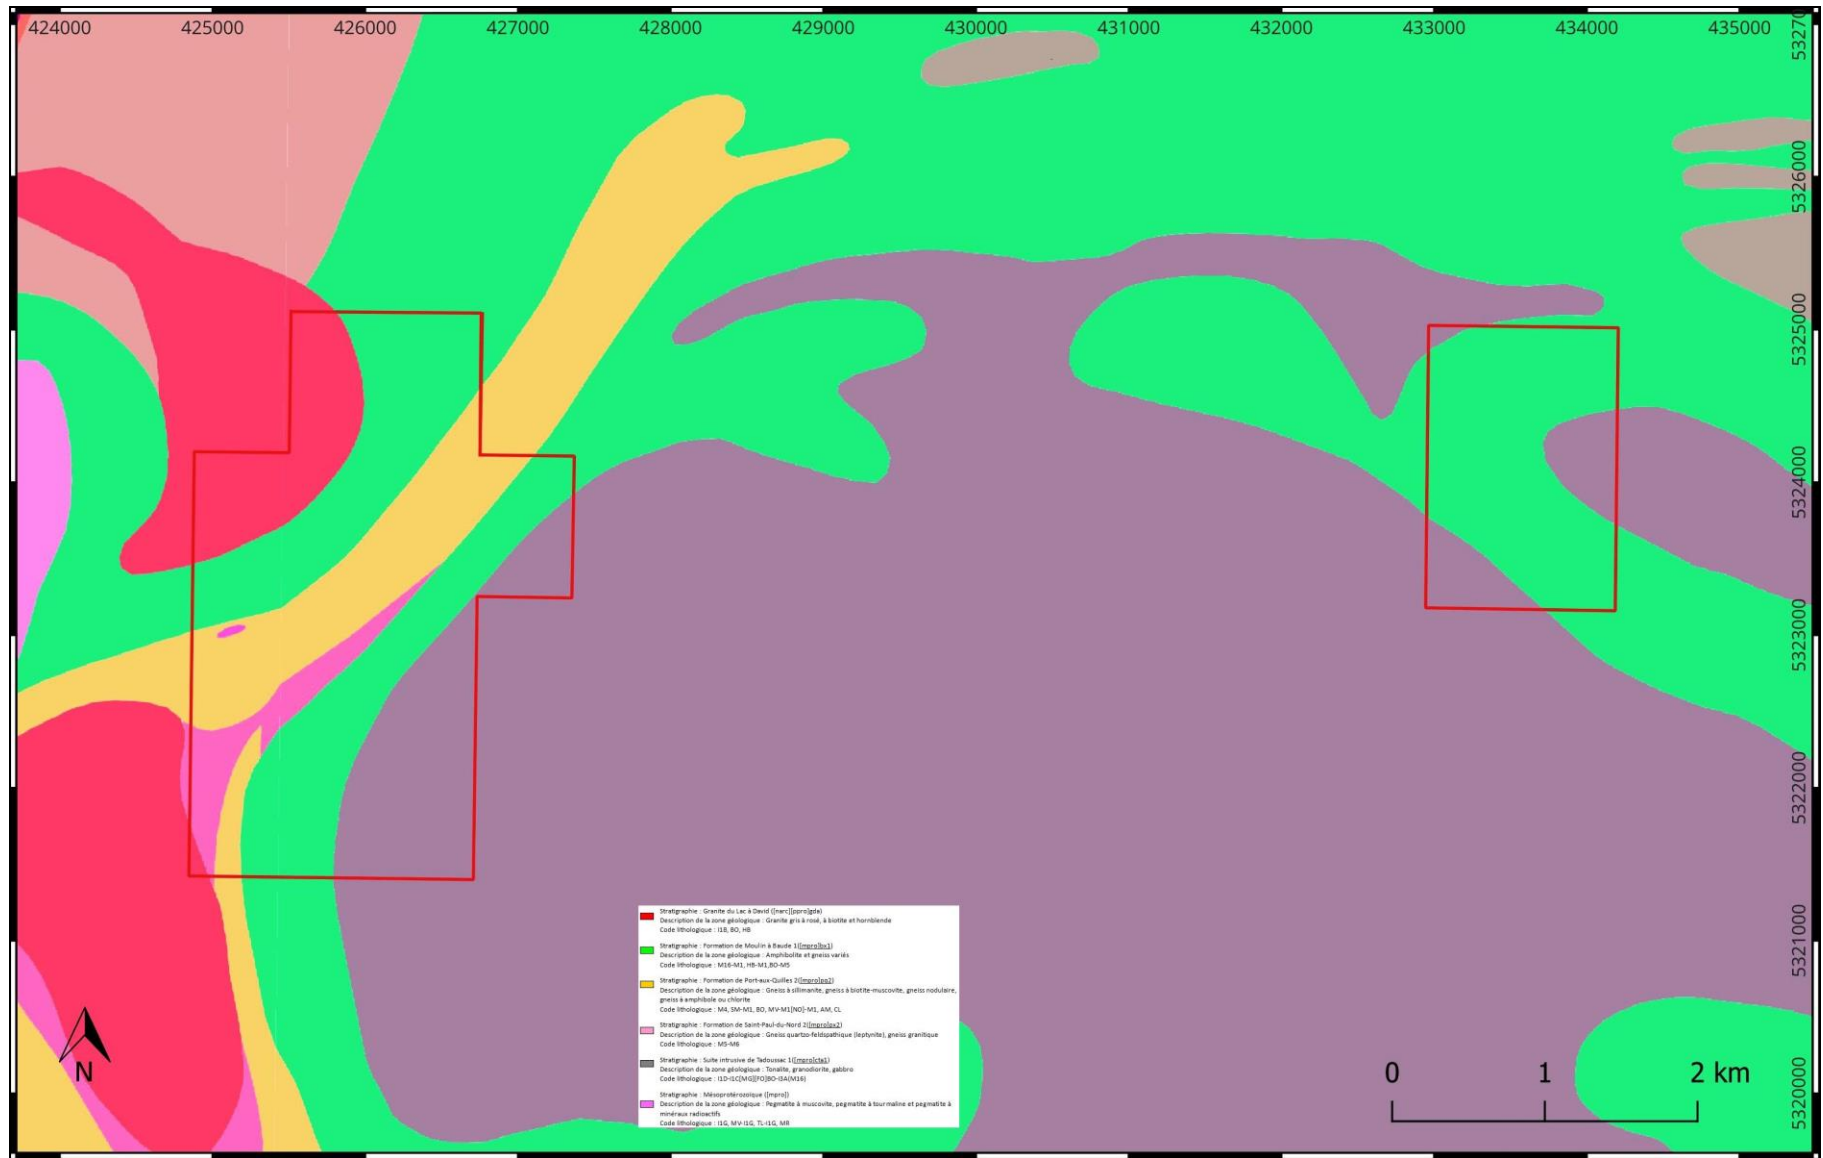 424000 425000 426000 427000 428000 429000 430000 431000 432000 433000 434000 435000
53270
5326000
5325000
5324000
5323000
5322000
5321000
5320000
Stratigraphie : Granite du Lac à David ([narc][ppro]gda)
Description de la zone géologique : Granite gris à rosé, à biotite et hornblende
Code lithologique : I1B, BO, HB
Stratigraphie : Formation de Moulin à Baude 1([mpro]bx1)
Description de la zone géologique : Amphibolite et gneiss variés
Code lithologique : M16-M1, HB-M1,BO-M5
Stratigraphie : Formation de Port-aux-Quilles 2([mpro]pq2)
Description de la zone géologique : Gneiss à sillimanite, gneiss à biotite-muscovite, gneiss nodulaire,
gneiss à amphibole ou chlorite
Code lithologique : M4, SM-M1, BO, MV-M1[NO]-M1, AM, CL
Stratigraphie : Formation de Saint-Paul-du-Nord 2([mpro]px2)
Description de la zone géologique : Gneiss quartzo-feldspathique (leptynite), gneiss granitique
Code lithologique : M5-M6
Stratigraphie : Suite intrusive de Tadoussac 1([mpro]cta1)
Description de la zone géologique : Tonalite, granodiorite, gabbro
Code lithologique : I1D-I1C[MG][FO]BO-I3A(M16)
Stratigraphie : Mésoprotérozoïque ([mpro])
Description de la zone géologique : Pegmatite à muscovite, pegmatite à tourmaline et pegmatite à
minéraux radioactifs
Code lithologique : I1G, MV-I1G, TL-I1G, M8
N
0 1 2 km